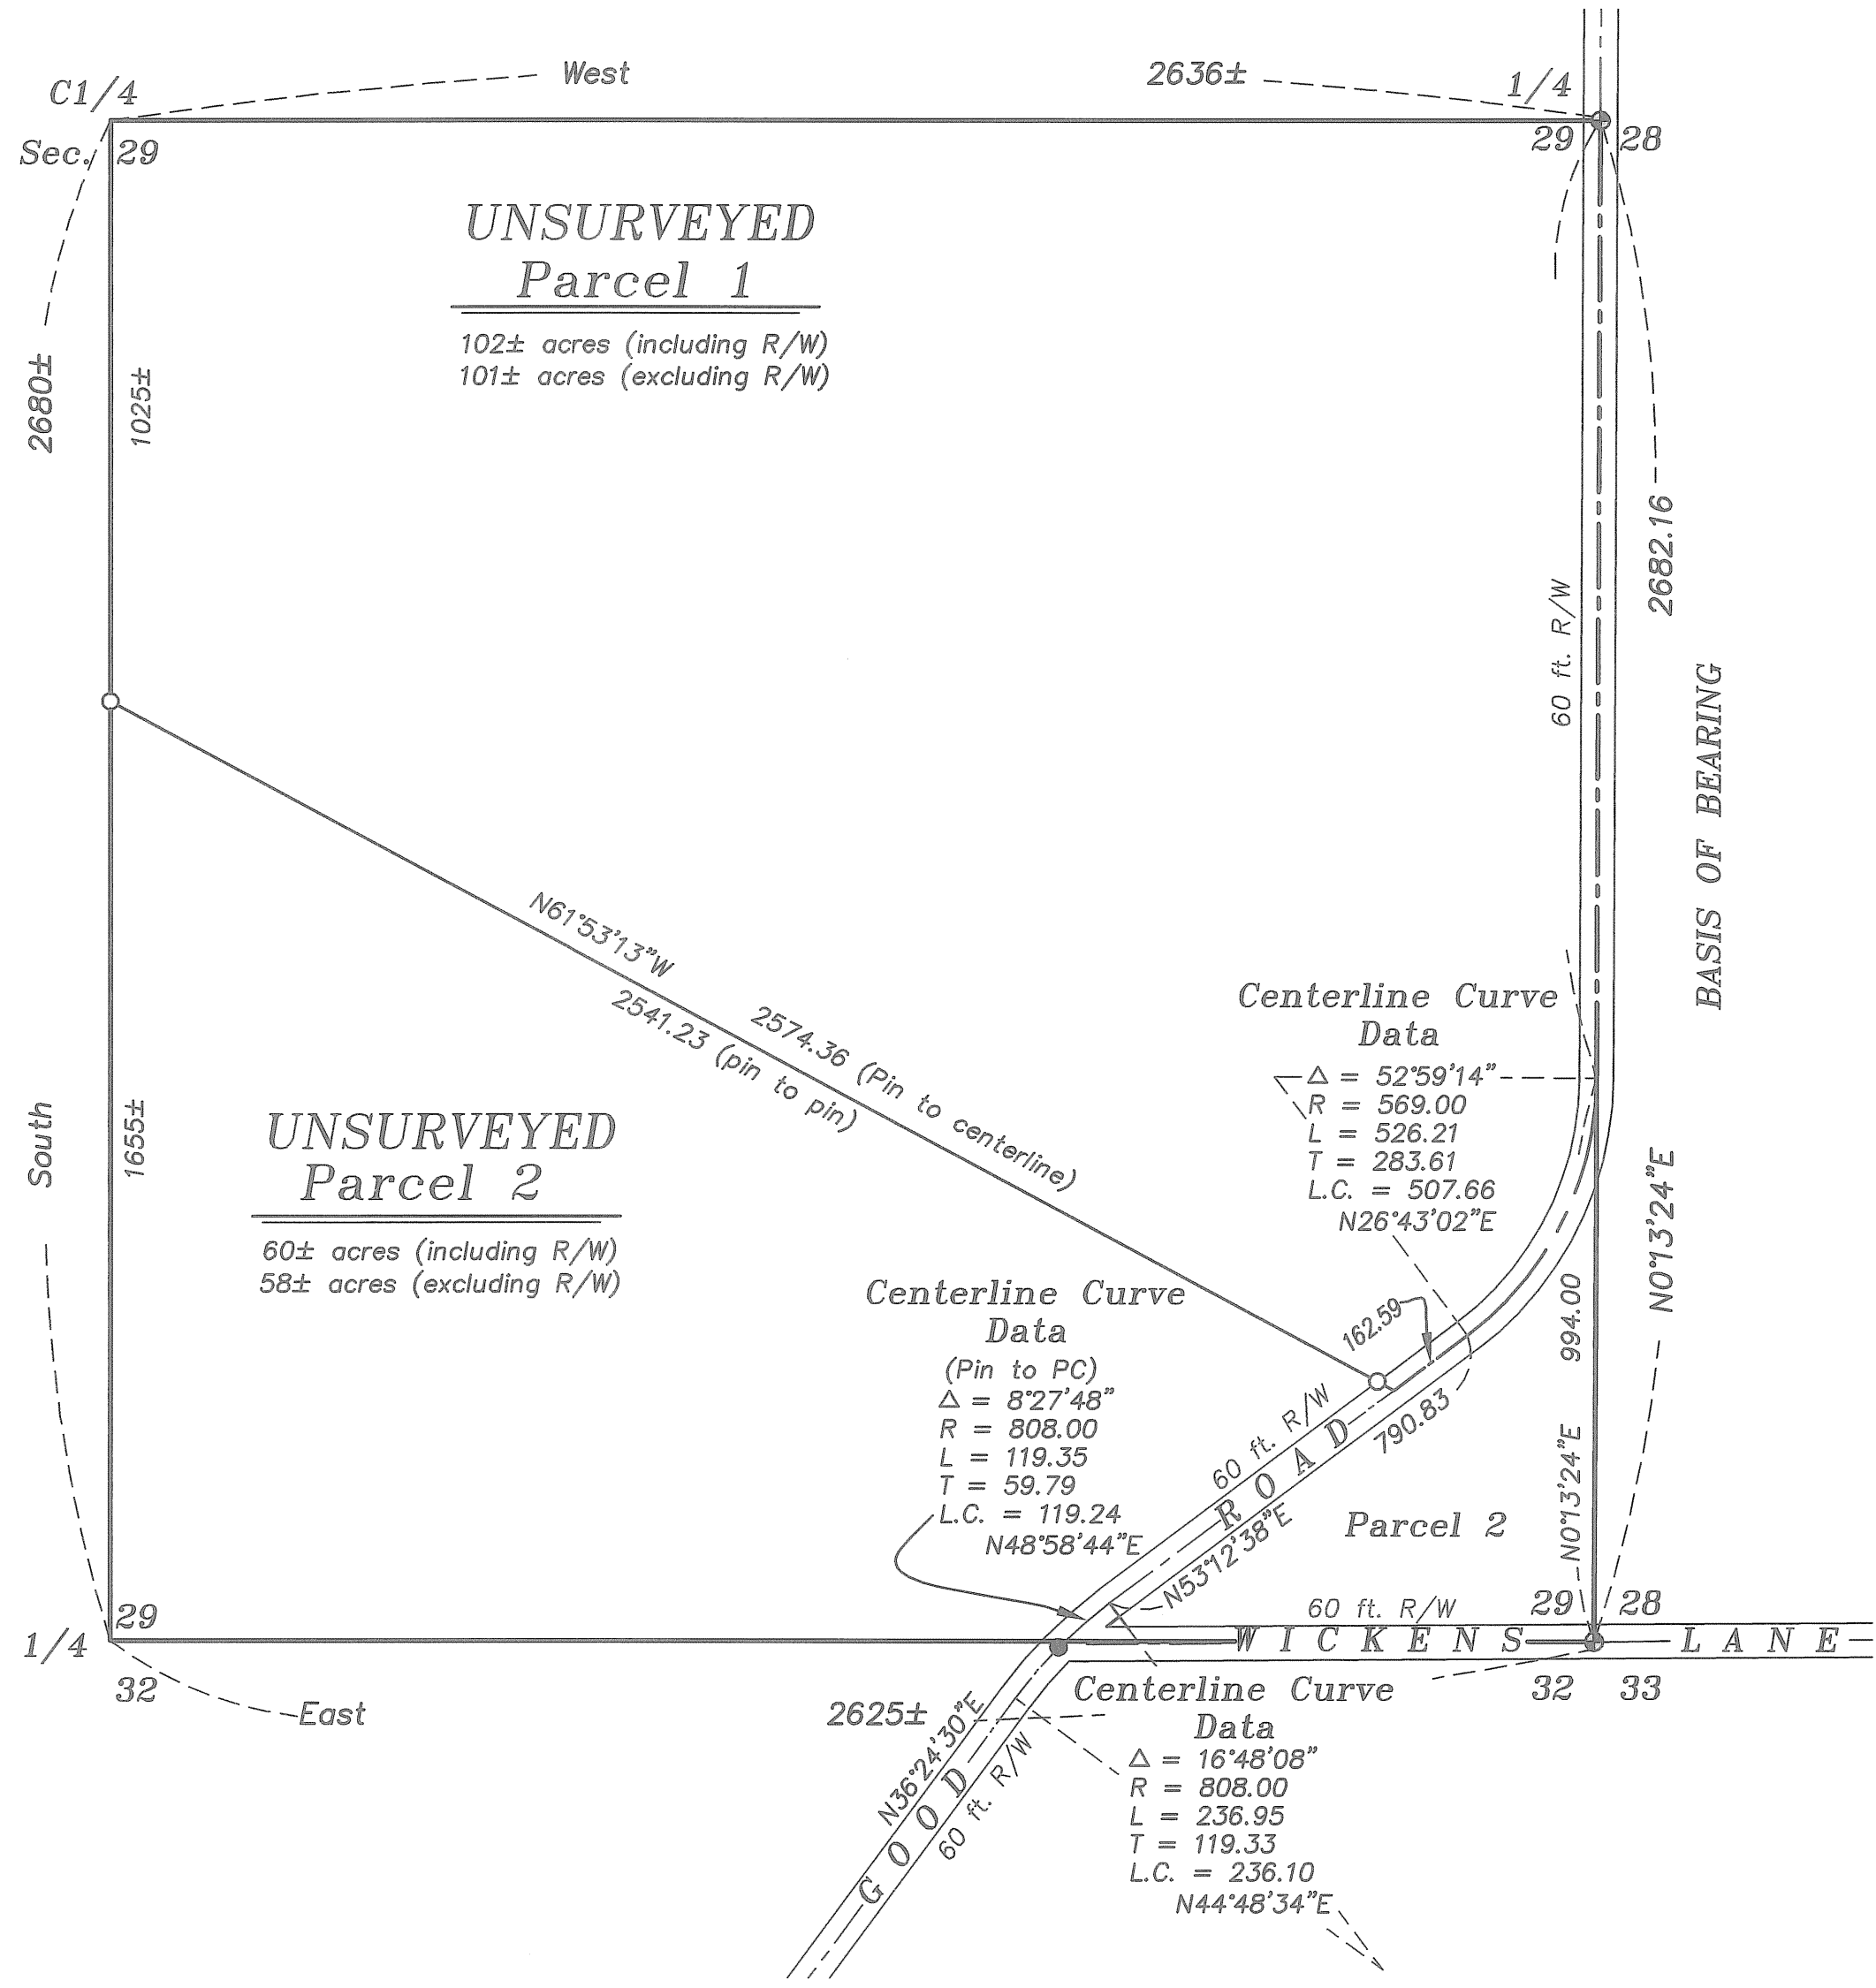 C1/4
West
2636±
1/4
Sec.
29
29
28
UNSURVEYED
Parcel 1
102± acres (including R/W)
101± acres (excluding R/W)
2680±
1025±
2682.16
60 ft. R/W
BASIS OF BEARING
N61°53'13"W
2541.23 (pin to pin)
2574.36 (Pin to centerline)
Centerline Curve
Data
Δ = 52°59'14"
R = 569.00
L = 526.21
T = 283.61
L.C. = 507.66
N26°43'02"E
South
1655±
UNSURVEYED
Parcel 2
60± acres (including R/W)
58± acres (excluding R/W)
N0°13'24"E
994.00
Centerline Curve
Data
(Pin to PC)
Δ = 8°27'48"
R = 808.00
L = 119.35
T = 59.79
L.C. = 119.24
N48°58'44"E
162.59
60 ft. R/W
ROAD
790.83
N53°12'38"E
Parcel 2
N0°13'24"E
60 ft. R/W
29
28
29
1/4
32
East
WICKENS LANE
32
33
2625±
N36°24'30"E
GOOD
60 ft. R/W
Centerline Curve
Data
Δ = 16°48'08"
R = 808.00
L = 236.95
T = 119.33
L.C. = 236.10
N44°48'34"E